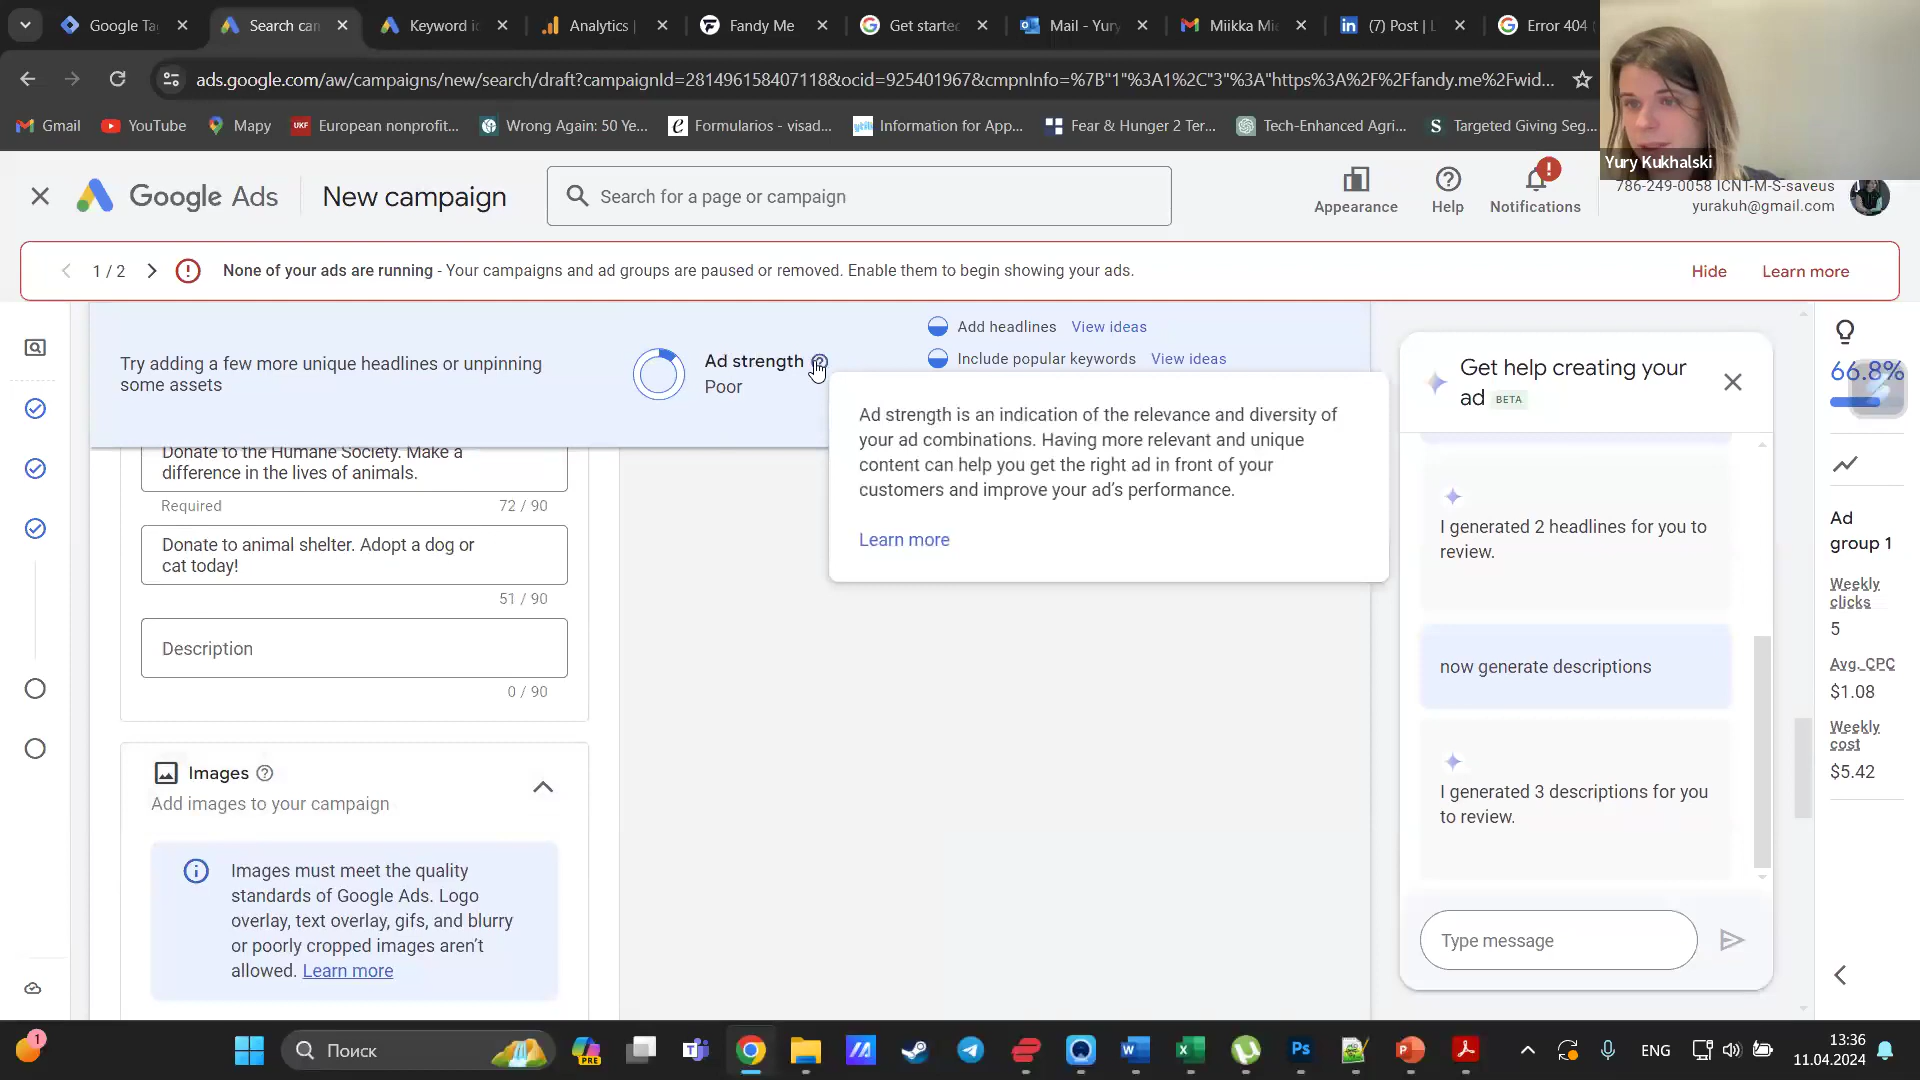 Google Ta
Search can
Keyword i
Analytics |
Fandy Me
Get starte
Mail - Yury
Miikka Mi
(7) Post | L
Error 404
ads.google.com/aw/campaigns/new/search/draft?campaignId=281496158407118&ocid=925401967&cmpnInfo=%7B"1"%3A1%2C"3"%3A"https%3A%2F%2Ffandy.me%2Fwid...
Gmail
YouTube
Mapy
UKF
European nonprofit...
Wrong Again: 50 Ye...
Formularios - visad...
Information for App...
Fear & Hunger 2 Ter...
Tech-Enhanced Agri...
Targeted Giving Seg...
Yury Kukhalski
Google Ads
New campaign
Search for a page or campaign
Appearance
Help
Notifications
786-249-0058 ICNT-M-S-saveus
yurakuh@gmail.com
1 / 2
None of your ads are running - Your campaigns and ad groups are paused or removed. Enable them to begin showing your ads.
Hide
Learn more
Try adding a few more unique headlines or unpinning
some assets
Ad strength
Poor
Add headlines View ideas
Include popular keywords View ideas
Ad strength is an indication of the relevance and diversity of
your ad combinations. Having more relevant and unique
content can help you get the right ad in front of your
customers and improve your ad's performance.
Learn more
Donate to the Humane Society. Make a
difference in the lives of animals.
Required
72 / 90
Donate to animal shelter. Adopt a dog or
cat today!
51 / 90
Description
0 / 90
Images
Add images to your campaign
Images must meet the quality
standards of Google Ads. Logo
overlay, text overlay, gifs, and blurry
or poorly cropped images aren't
allowed. Learn more
Get help creating your
ad BETA
I generated 2 headlines for you to
review.
now generate descriptions
I generated 3 descriptions for you
to review.
Type message
66.8%
Ad
group 1
Weekly
clicks
5
Avg. CPC
$1.08
Weekly
cost
$5.42
1
Поиск
PRE
ENG
13:36
11.04.2024